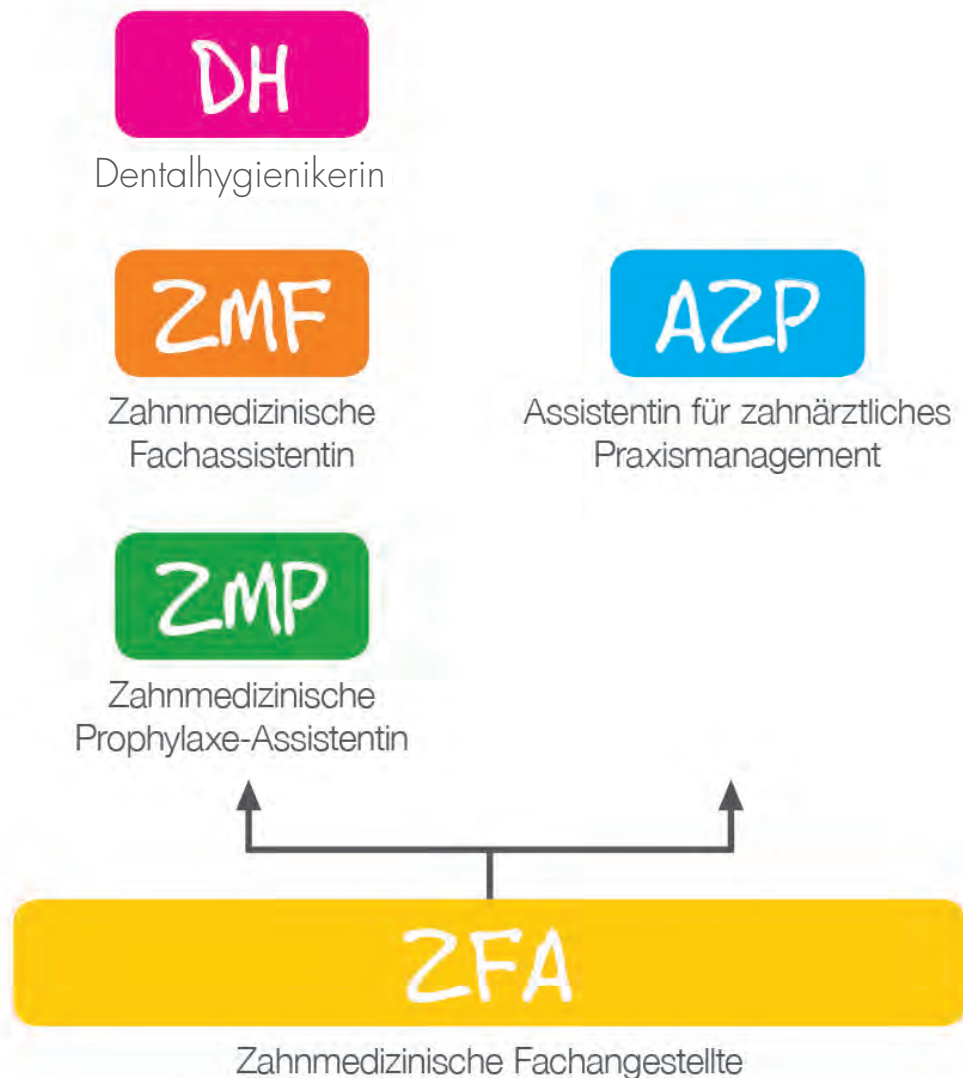 DH
Dentalhygienikerin
ZMF
Zahnmedizinische
Fachassistentin
AZP
Assistentin für zahnärztliches
Praxismanagement
ZMP
Zahnmedizinische
Prophylaxe-Assistentin
ZFA
Zahnmedizinische Fachangestellte